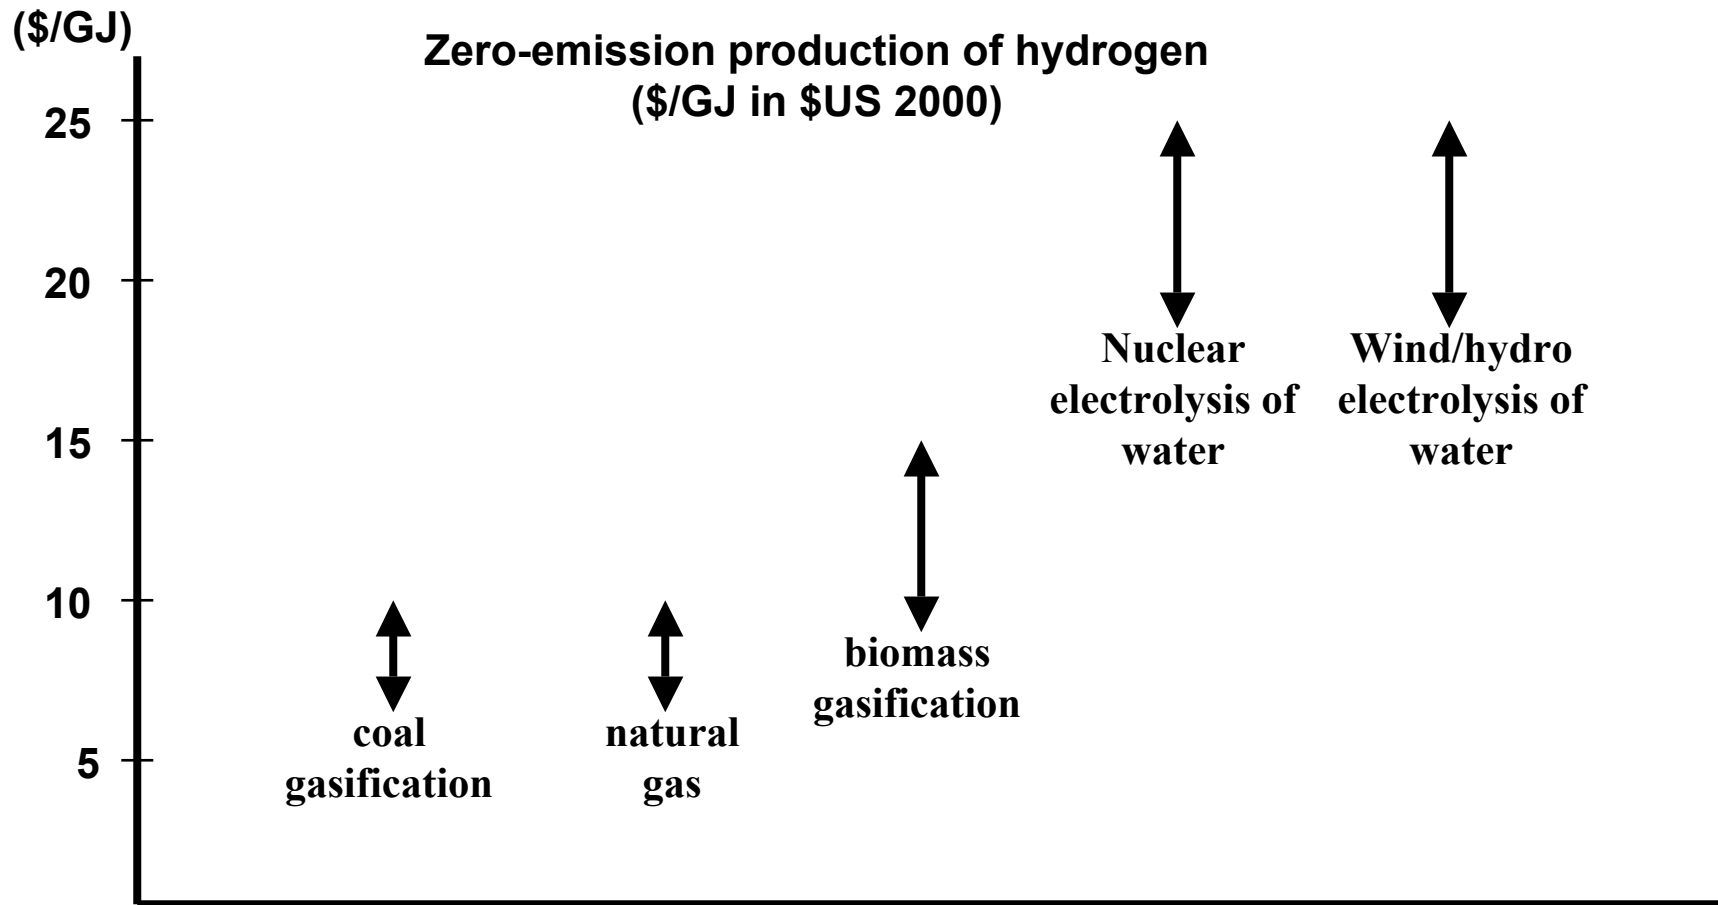 ($/GJ)
Zero-emission production of hydrogen
($/GJ in $US 2000)
25
20
15
10
5
Nuclear
electrolysis of
water
Wind/hydro
electrolysis of
water
biomass
gasification
coal
gasification
natural
gas